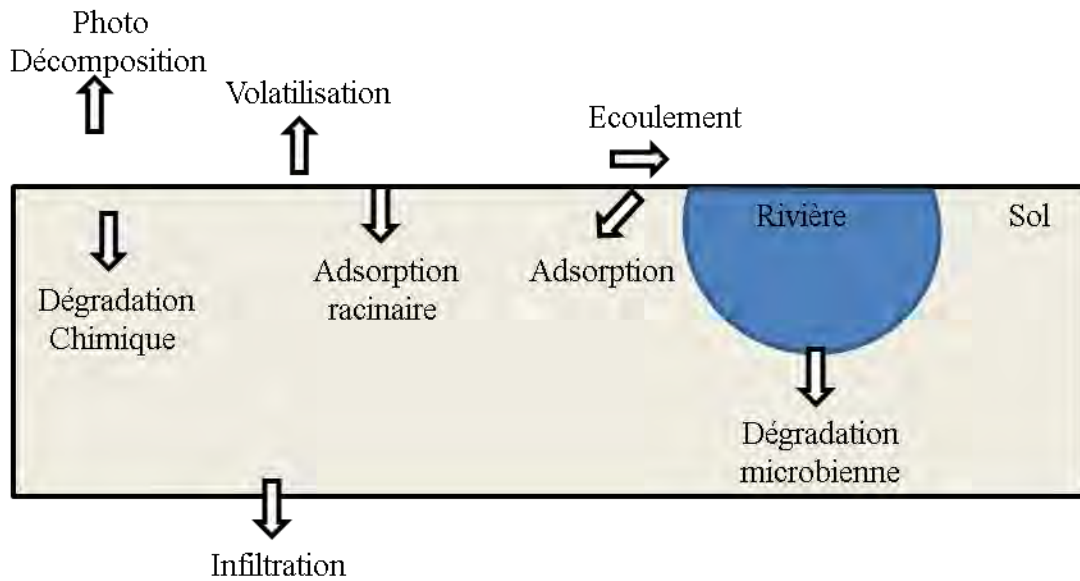 Photo
Décomposition
Volatilisation
Ecoulement
Rivière
Sol
Dégradation
Chimique
Adsorption
racinaire
Adsorption
Dégradation
microbienne
Infiltration